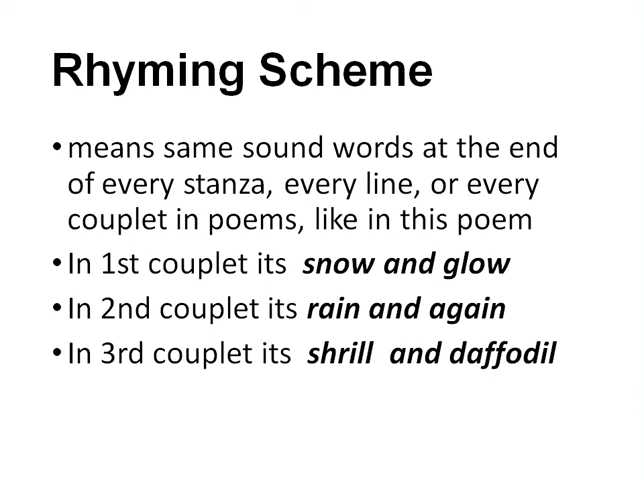 Rhyming Scheme
• means same sound words at the end
of every stanza, every line, or every
couplet in poems, like in this poem
• In 1st couplet its snow and glow
• In 2nd couplet its rain and again
• In 3rd couplet its shrill and daffodil